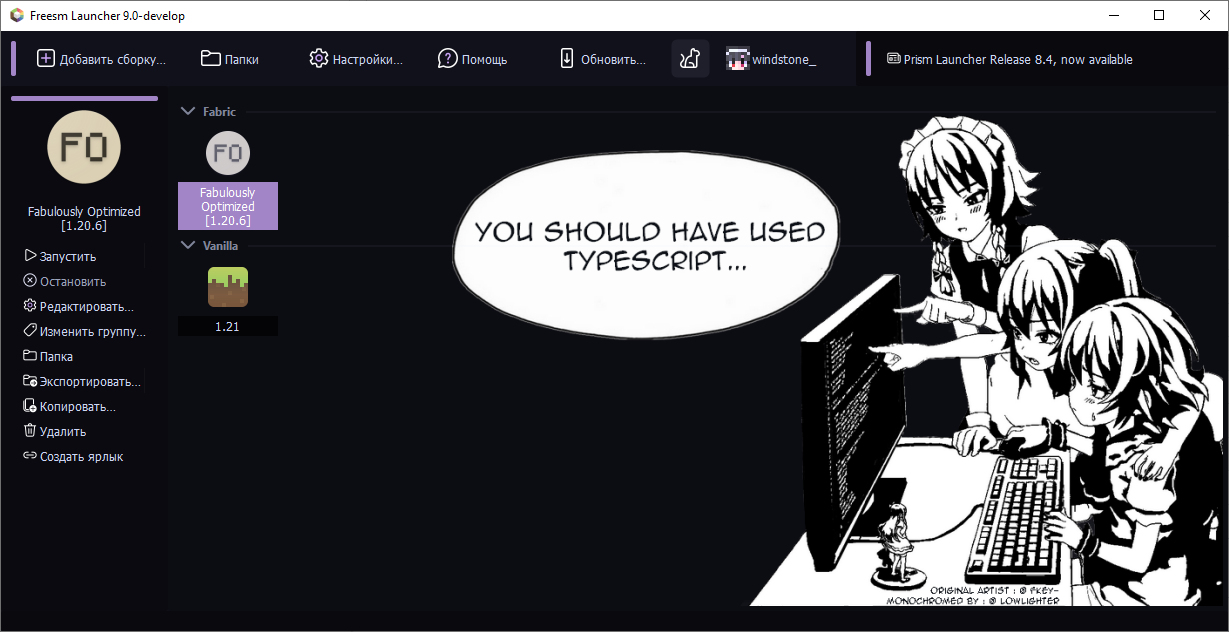 Freesm Launcher 9.0-develop
Добавить сборку...
Папки
Настройки...
Помощь
Обновить...
windstone_
Prism Launcher Release 8.4, now available
FO
Fabulously Optimized
[1.20.6]
Запустить
Остановить
Редактировать...
Изменить группу...
Папка
Экспортировать...
Копировать...
Удалить
Создать ярлык
Fabric
FO
Fabulously
Optimized
[1.20.6]
Vanilla
1.21
YOU SHOULD HAVE USED
TYPESCRIPT...
ORIGINAL ARTIST : @ PKEY-
MONOCHROMED BY : @ LOWLIGHTER